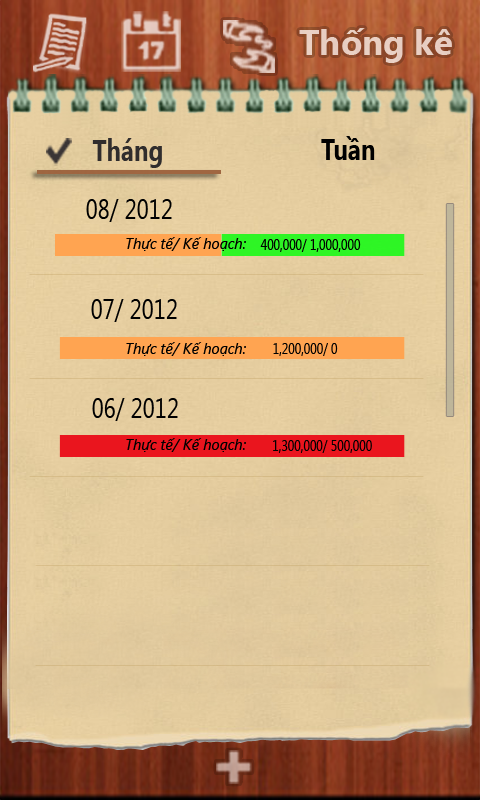 17 Thống kê
Tháng Tuần
08/ 2012
Thực tế/ Kế hoạch: 400,000/ 1,000,000
07/ 2012
Thực tế/ Kế hoạch: 1,200,000/ 0
06/ 2012
Thực tế/ Kế hoạch: 1,300,000/ 500,000